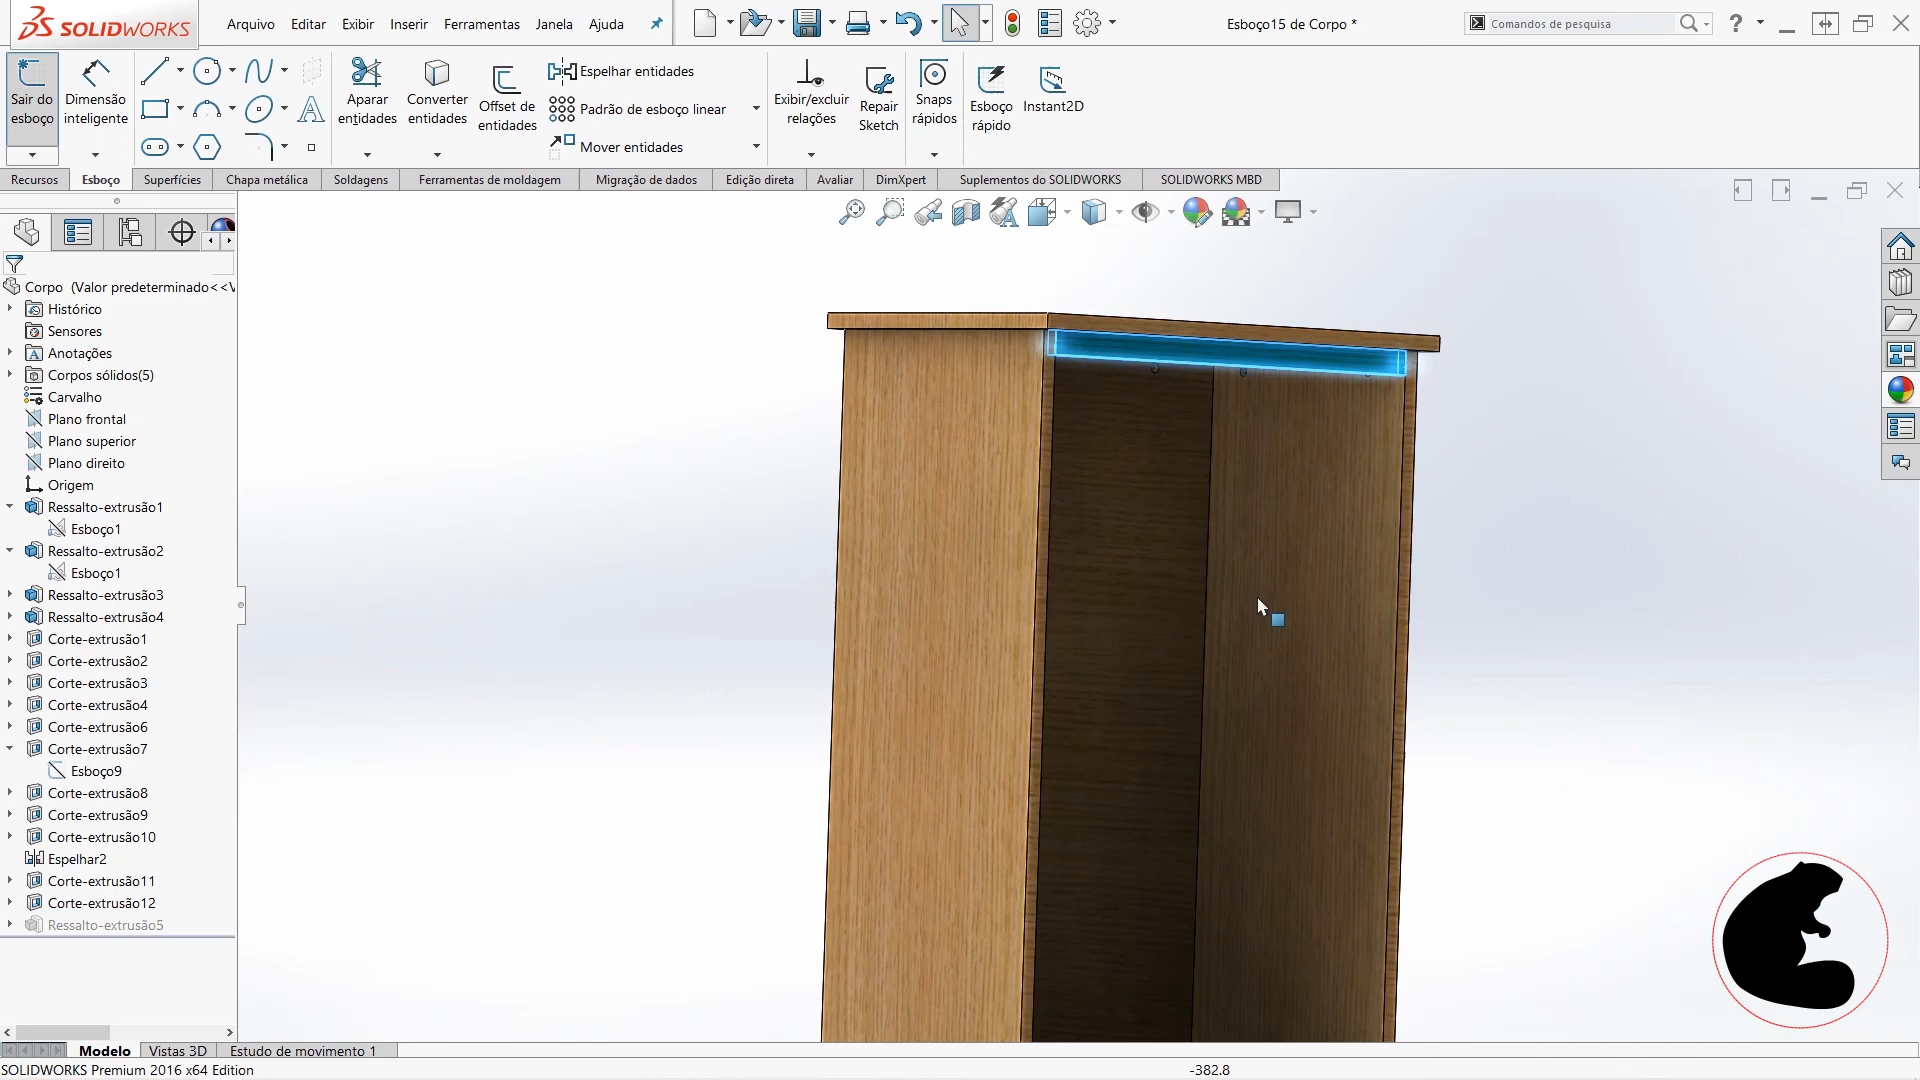 SOLIDWORKS
Arquivo
Editar
Exibir
Inserir
Ferramentas
Janela
Ajuda
Esboço15 de Corpo *
Comandos de pesquisa
?
Sair do
esboço
Dimensão
inteligente
Aparar
entidades
Converter
entidades
Offset de
entidades
Espelhar entidades
Padrão de esboço linear
Mover entidades
Exibir/excluir
relações
Repair
Sketch
Snaps
rápidos
Esboço
rápido
Instant2D
Recursos
Esboço
Superfícies
Chapa metálica
Soldagens
Ferramentas de moldagem
Migração de dados
Edição direta
Avaliar
DimXpert
Suplementos do SOLIDWORKS
SOLIDWORKS MBD
Corpo (Valor predeterminado<<V
Histórico
Sensores
Anotações
Corpos sólidos(5)
Carvalho
Plano frontal
Plano superior
Plano direito
Origem
Ressalto-extrusão1
Esboço1
Ressalto-extrusão2
Esboço1
Ressalto-extrusão3
Ressalto-extrusão4
Corte-extrusão1
Corte-extrusão2
Corte-extrusão3
Corte-extrusão4
Corte-extrusão6
Corte-extrusão7
Esboço9
Corte-extrusão8
Corte-extrusão9
Corte-extrusão10
Espelhar2
Corte-extrusão11
Corte-extrusão12
Ressalto-extrusão5
Modelo
Vistas 3D
Estudo de movimento 1
SOLIDWORKS Premium 2016 x64 Edition
-382.8